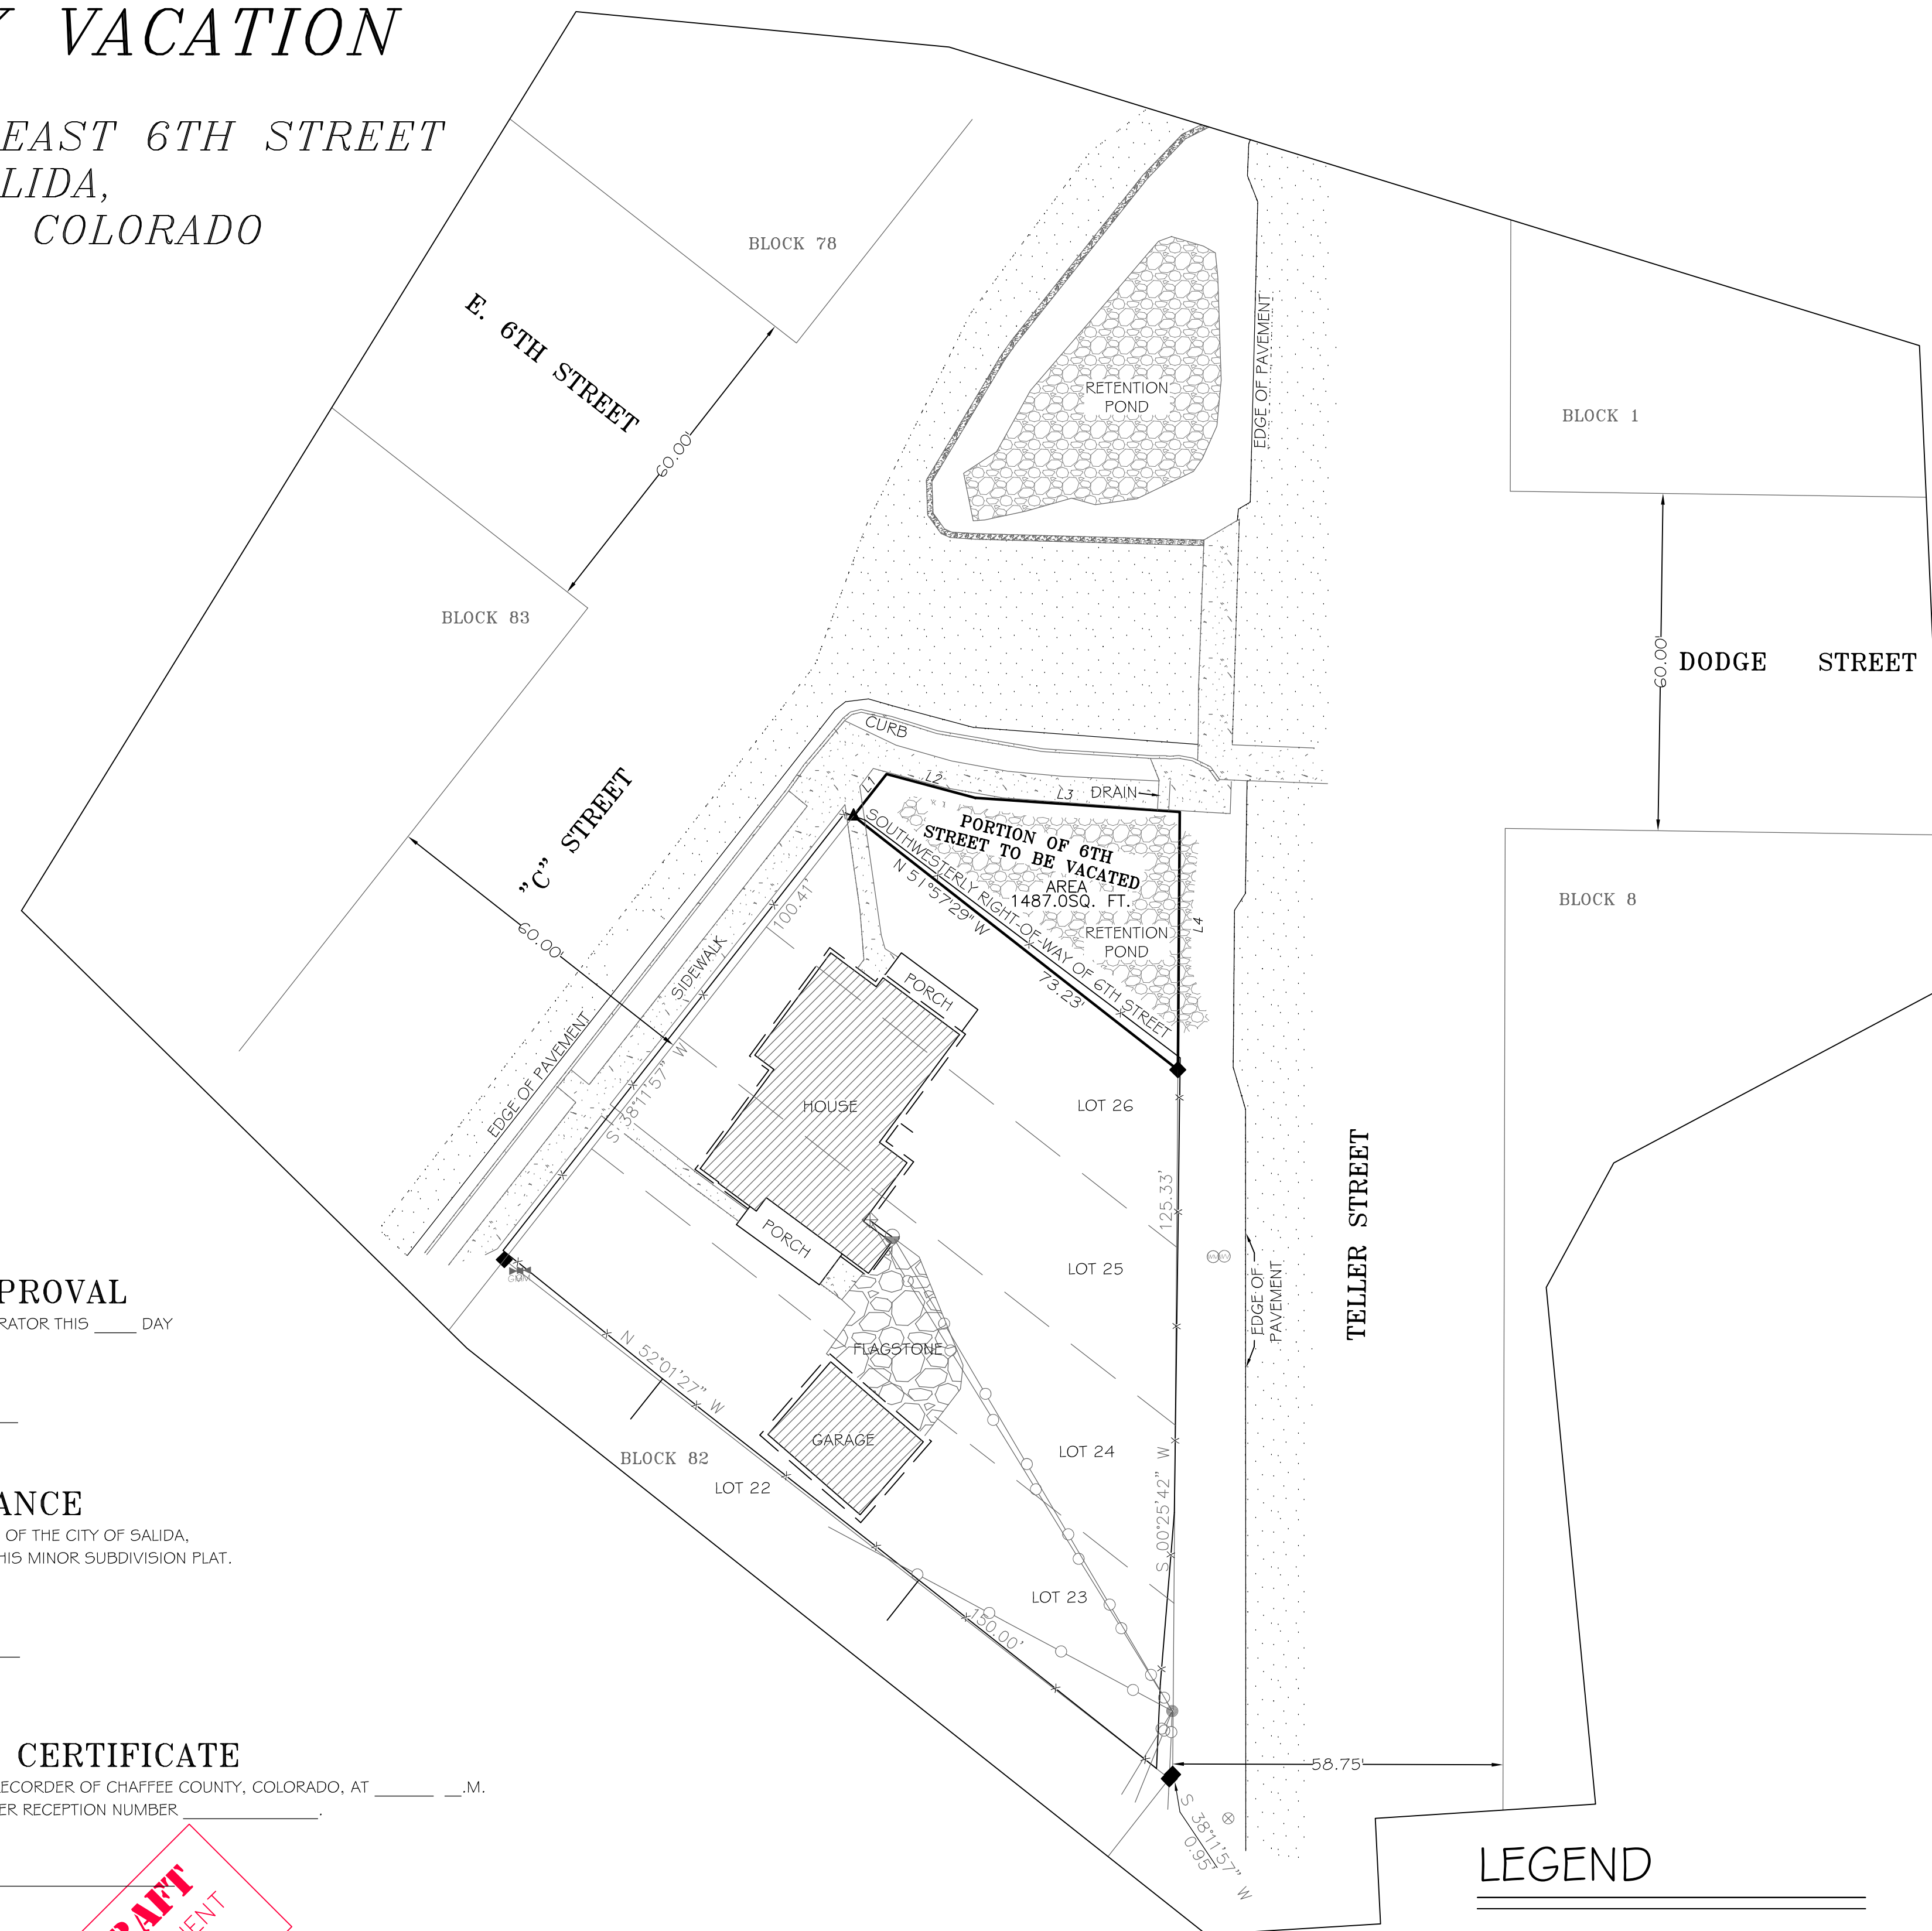 VACATION
EAST 6TH STREET
LIDA,
COLORADO
BLOCK 78
E. 6TH STREET
60.00'
BLOCK 83
RETENTION
POND
EDGE OF PAVEMENT
BLOCK 1
60.00'
DODGE STREET
CURB
L1
L2
L3
DRAIN
PORTION OF 6TH
STREET TO BE VACATED
AREA
1487.0SQ. FT.
SOUTHWESTERLY RIGHT-OF-WAY OF 6TH STREET
N 51°57'29" W
73.23'
RETENTION
POND
L4
BLOCK 8
"C" STREET
60.00'
100.41'
SIDEWALK
EDGE OF PAVEMENT
S 38°11'57" W
PORCH
HOUSE
PORCH
LOT 26
125.33'
LOT 25
TELLER STREET
EDGE OF
PAVEMENT
FLAGSTONE
N 52°01'27" W
GARAGE
BLOCK 82
LOT 22
LOT 24
S 00°25'42" W
LOT 23
150.00'
58.75'
S 38°11'57" W
0.95'
PROVAL
RATOR THIS _____ DAY
ANCE
OF THE CITY OF SALIDA,
HIS MINOR SUBDIVISION PLAT.
CERTIFICATE
ECORDER OF CHAFFEE COUNTY, COLORADO, AT _______ __.M.
ER RECEPTION NUMBER ________________.
RAFT
MENT
LEGEND